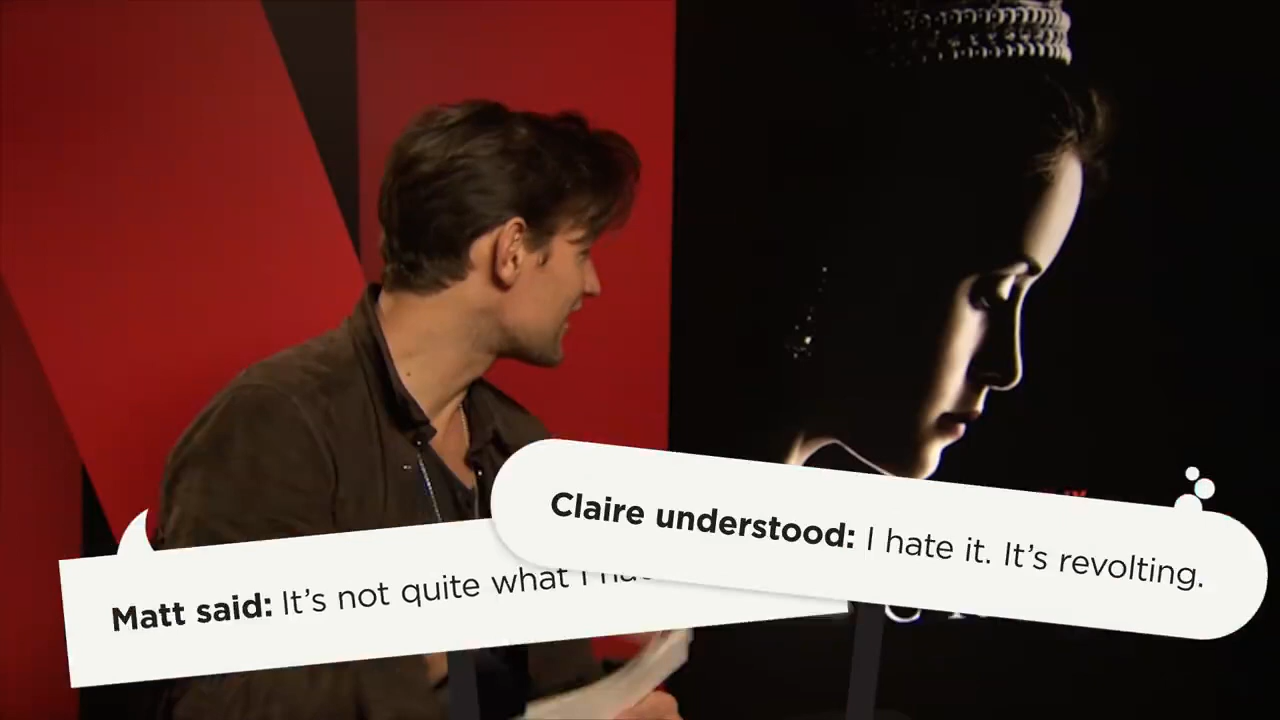 Claire understood: I hate it. It's revolting.
Matt said: It's not quite what I